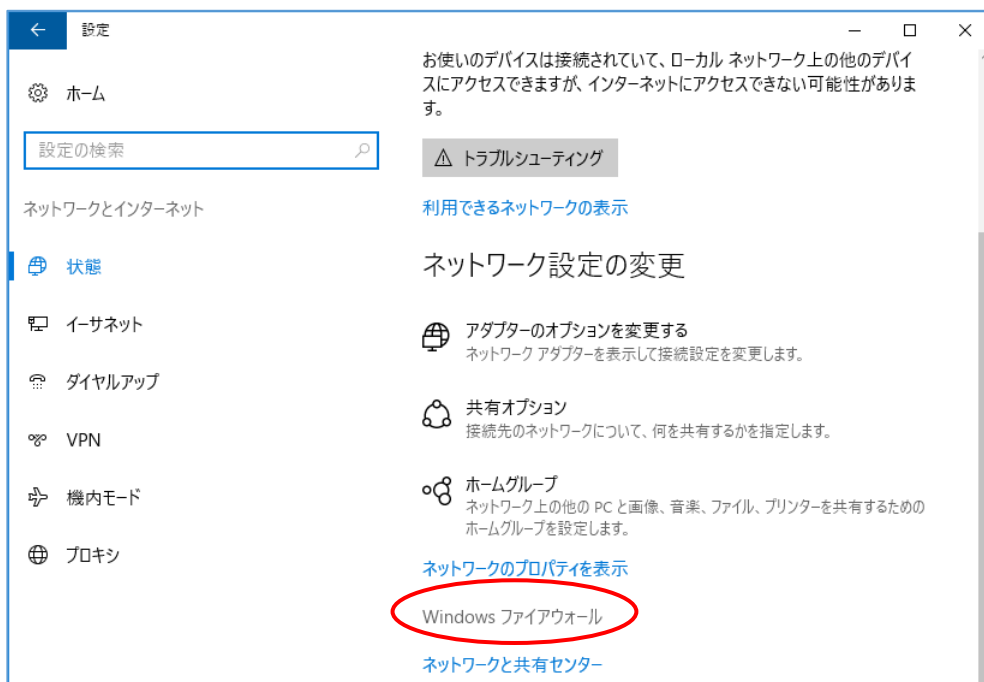 設定
お使いのデバイスは接続されていて、ローカル ネットワーク上の他のデバイ
スにアクセスできますが、インターネットにアクセスできない可能性がありま
す。
ホーム
設定の検索
トラブルシューティング
ネットワークとインターネット
利用できるネットワークの表示
状態
ネットワーク設定の変更
イーサネット
アダプターのオプションを変更する
ネットワーク アダプターを表示して接続設定を変更します。
ダイヤルアップ
共有オプション
接続先のネットワークについて、何を共有するかを指定します。
VPN
ホームグループ
機内モード
ネットワーク上の他の PC と画像、音楽、ファイル、プリンターを共有するための
ホームグループを設定します。
プロキシ
ネットワークのプロパティを表示
Windows ファイアウォール
ネットワークと共有センター